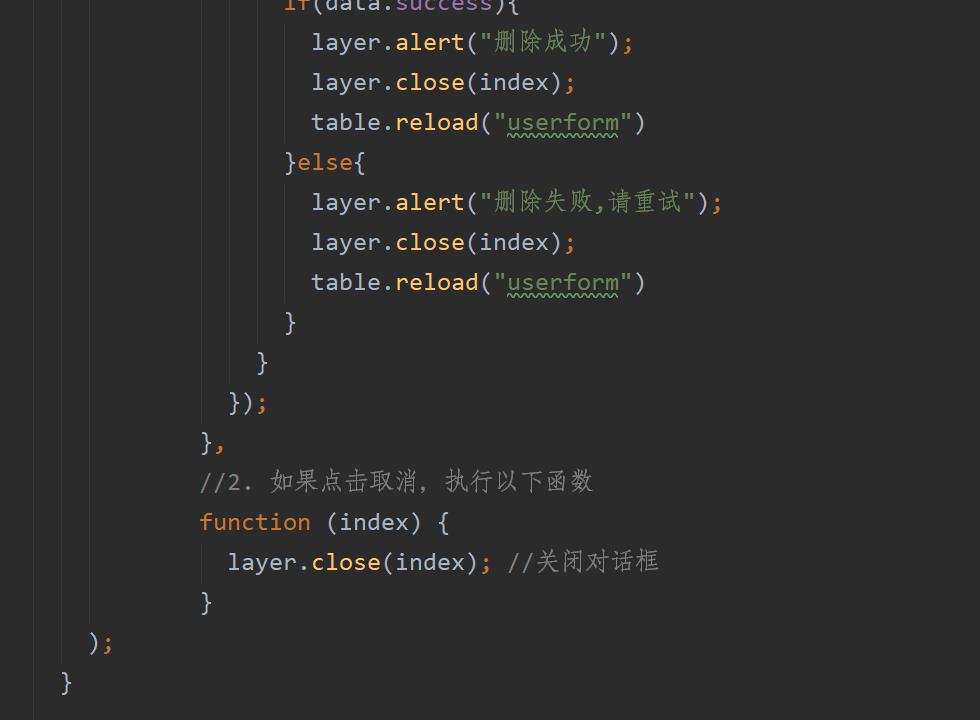 if(data.success){
layer.alert("删除成功");
layer.close(index);
table.reload("userform")
}else{
layer.alert("删除失败,请重试");
layer.close(index);
table.reload("userform")
}
}
});
},
//2. 如果点击取消，执行以下函数
function (index) {
layer.close(index); //关闭对话框
}
);
}